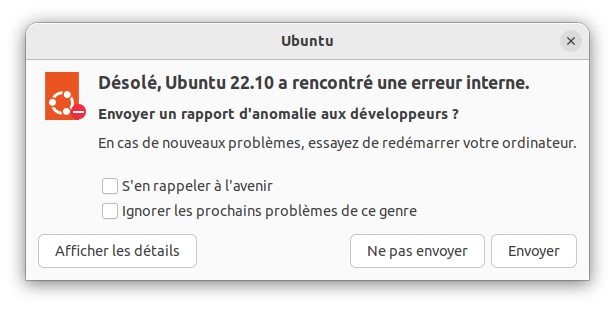 Ubuntu
Désolé, Ubuntu 22.10 a rencontré une erreur interne.
Envoyer un rapport d'anomalie aux développeurs ?
En cas de nouveaux problèmes, essayez de redémarrer votre ordinateur.
S'en rappeler à l'avenir
Ignorer les prochains problèmes de ce genre
Afficher les détails
Ne pas envoyer
Envoyer